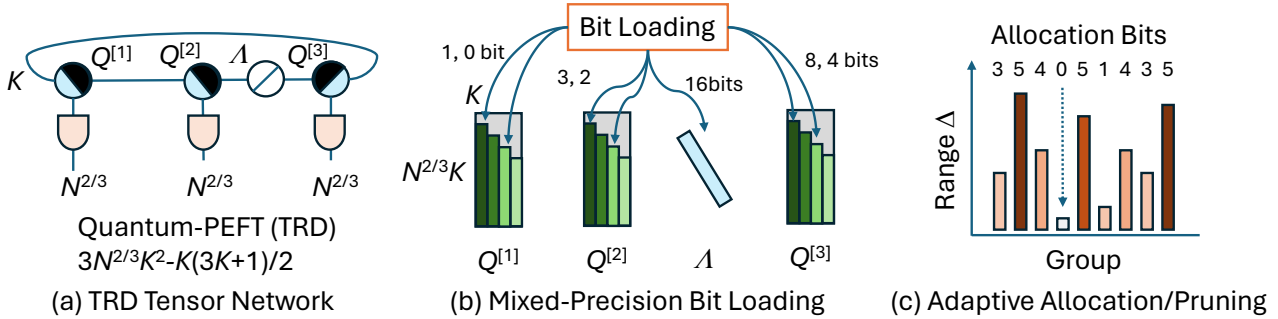 K Q[1] Q[2] Λ Q[3]
N2/3 N2/3 N2/3
Quantum-PEFT (TRD)
3N2/3K2-K(3K+1)/2
(a) TRD Tensor Network
Bit Loading
1, 0 bit
3, 2
16bits
8, 4 bits
K
N2/3K
Q[1] Q[2] Λ Q[3]
(b) Mixed-Precision Bit Loading
Allocation Bits
3 5 4 0 5 1 4 3 5
Range Δ
Group
(c) Adaptive Allocation/Pruning